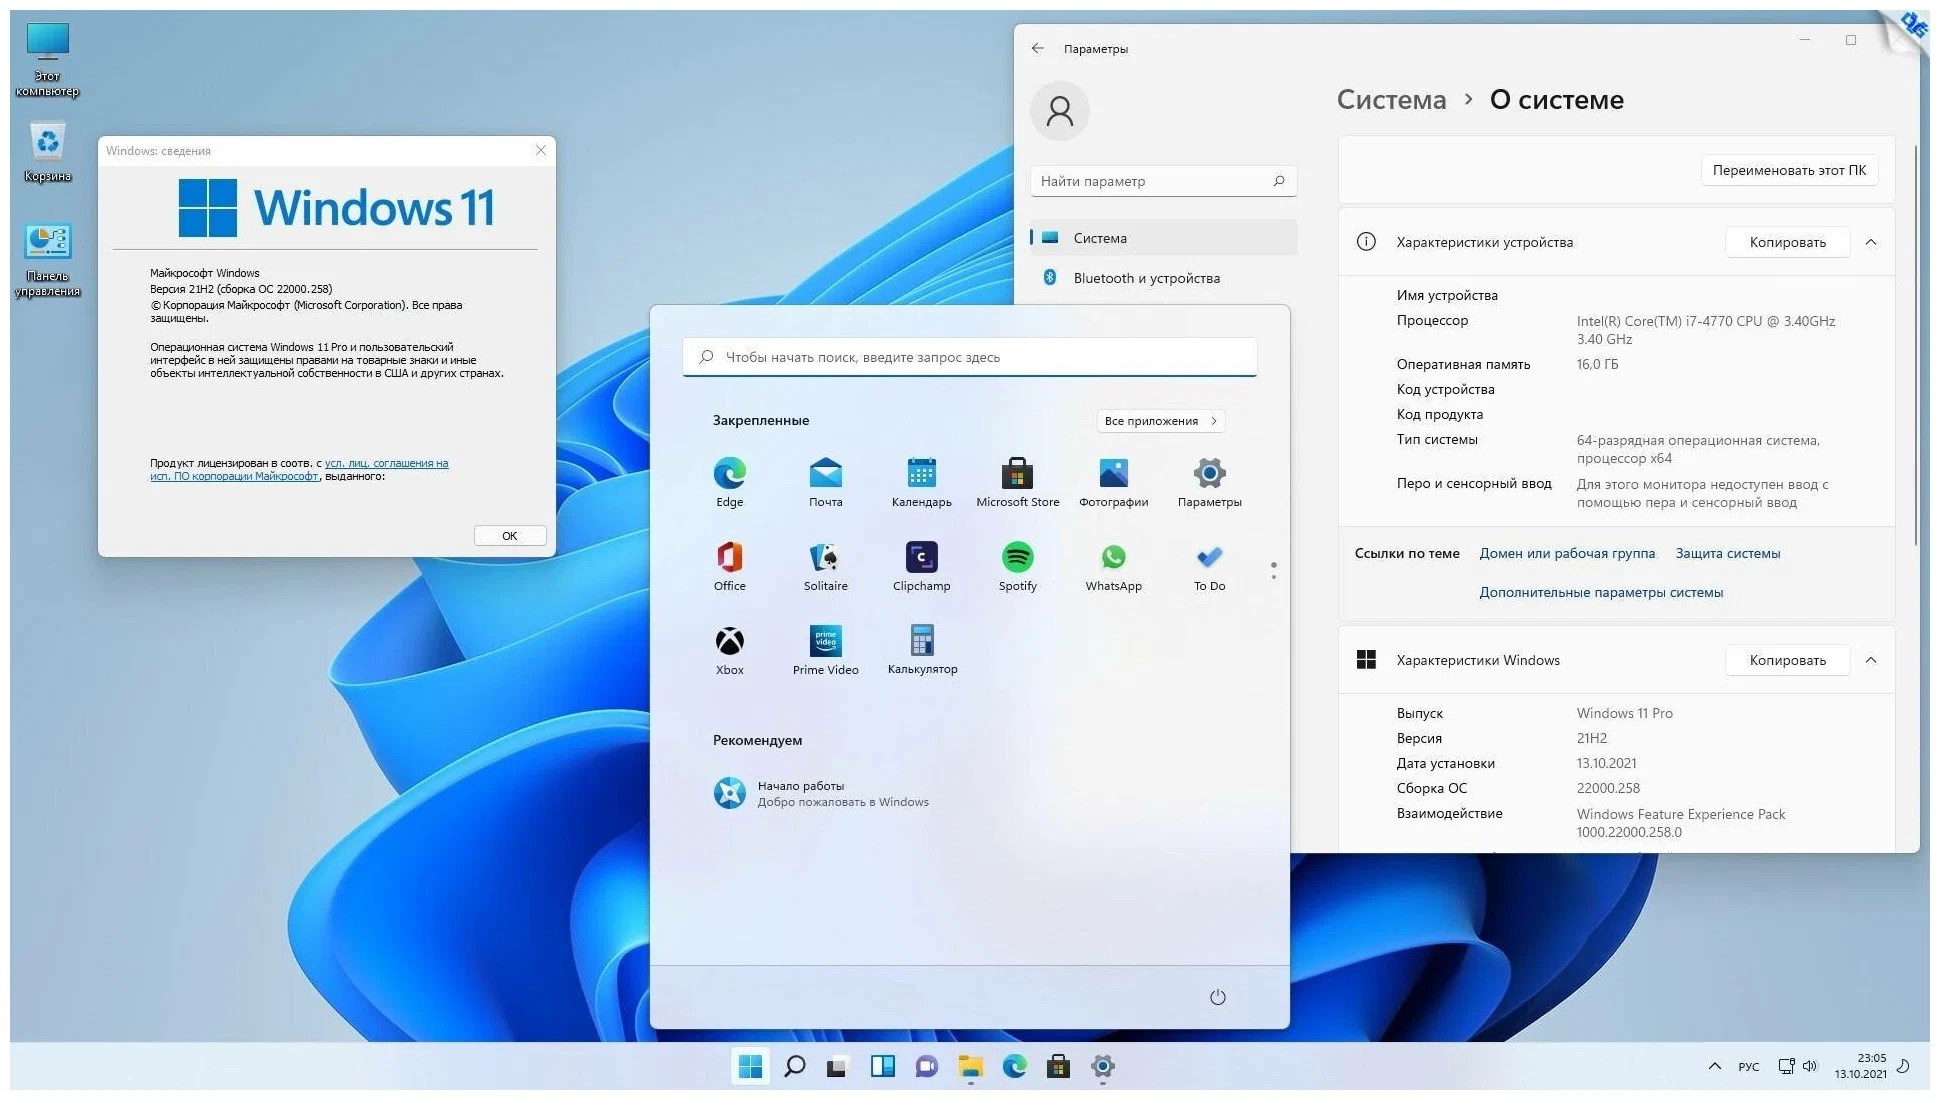 Этот
компьютер
Корзина
Панель
управления
Windows: сведения
Windows 11
Майкрософт Windows
Версия 21H2 (сборка ОС 22000.258)
© Корпорация Майкрософт (Microsoft Corporation). Все права
защищены.
Операционная система Windows 11 Pro и пользовательский
интерфейс в ней защищены правами на товарные знаки и иные
объекты интеллектуальной собственности в США и других странах.
Продукт лицензирован в соотв. с усл. лиц. соглашения на
исп. ПО корпорации Майкрософт, выданного:
ОК
Параметры
Найти параметр
Система
Bluetooth и устройства
Система › О системе
Переименовать этот ПК
Характеристики устройства
Копировать
Имя устройства
Процессор Intel(R) Core(TM) i7-4770 CPU @ 3.40GHz
3.40 GHz
Оперативная память 16,0 ГБ
Код устройства
Код продукта
Тип системы 64-разрядная операционная система,
процессор x64
Перо и сенсорный ввод Для этого монитора недоступен ввод с
помощью пера и сенсорный ввод
Ссылки по теме Домен или рабочая группа Защита системы
Дополнительные параметры системы
Характеристики Windows
Копировать
Выпуск Windows 11 Pro
Версия 21H2
Дата установки 13.10.2021
Сборка ОС 22000.258
Взаимодействие Windows Feature Experience Pack
1000.22000.258.0
Чтобы начать поиск, введите запрос здесь
Закрепленные
Все приложения
Edge Почта Календарь Microsoft Store Фотографии Параметры
prime
video
Office Solitaire Clipchamp Spotify WhatsApp To Do
Xbox Prime Video Калькулятор
Рекомендуем
Начало работы
Добро пожаловать в Windows
РУС
23:05
13.10.2021